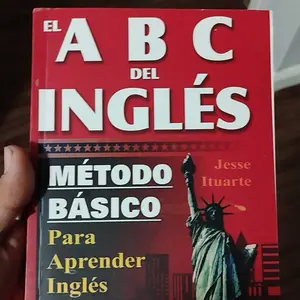 EL
A B C
DEL
INGLÉS
Jesse
Ituarte
MÉTODO
BÁSICO
Para
Aprender
Inglés